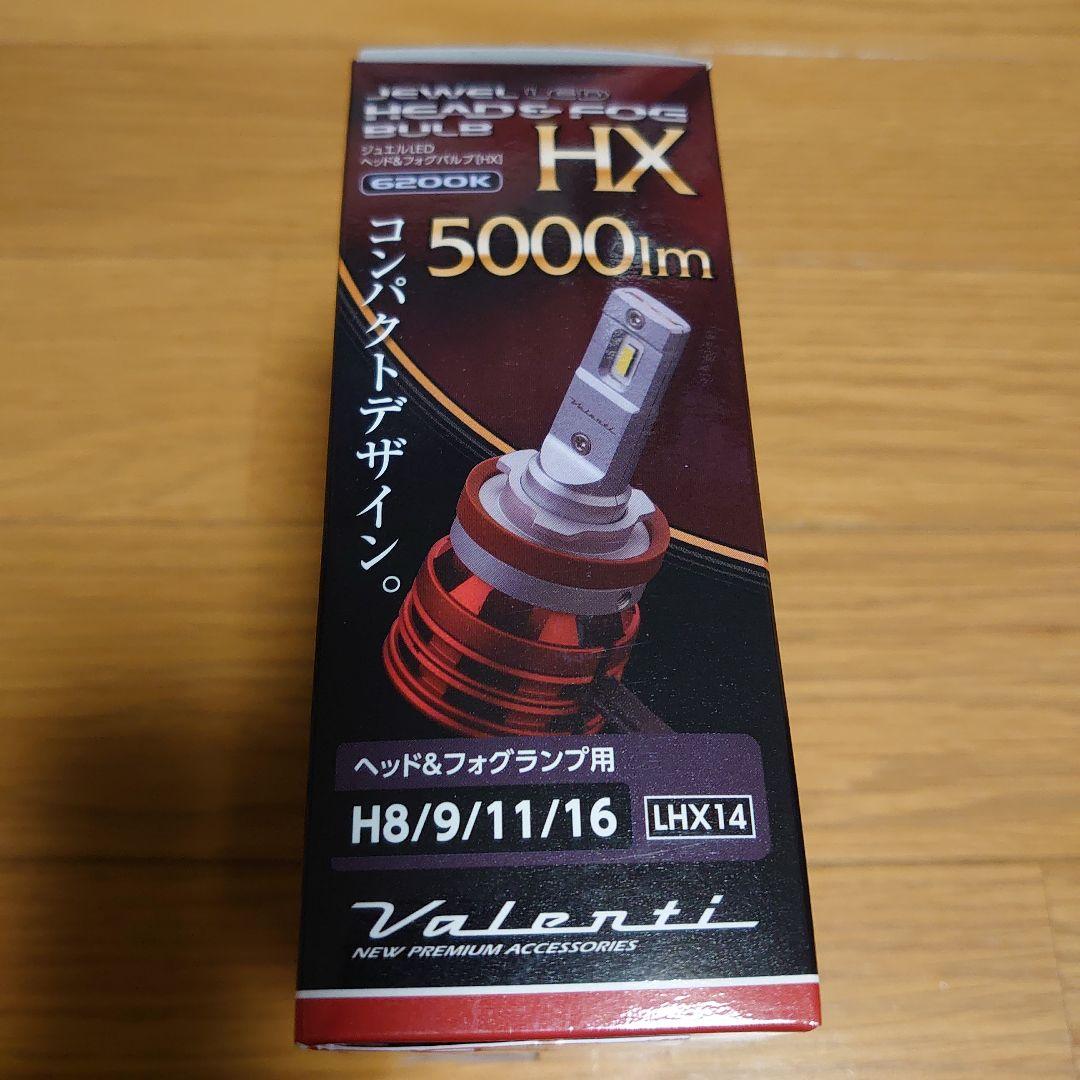 JEWEL LED
HEAD & FOG
BULB
HX
ジュエルLED
ヘッド&フォグバルブ[HX]
6200K
5000lm
コンパクトデザイン。
Valenti
ヘッド&フォグランプ用
H8/9/11/16
LHX14
Valenti
NEW PREMIUM ACCESSORIES